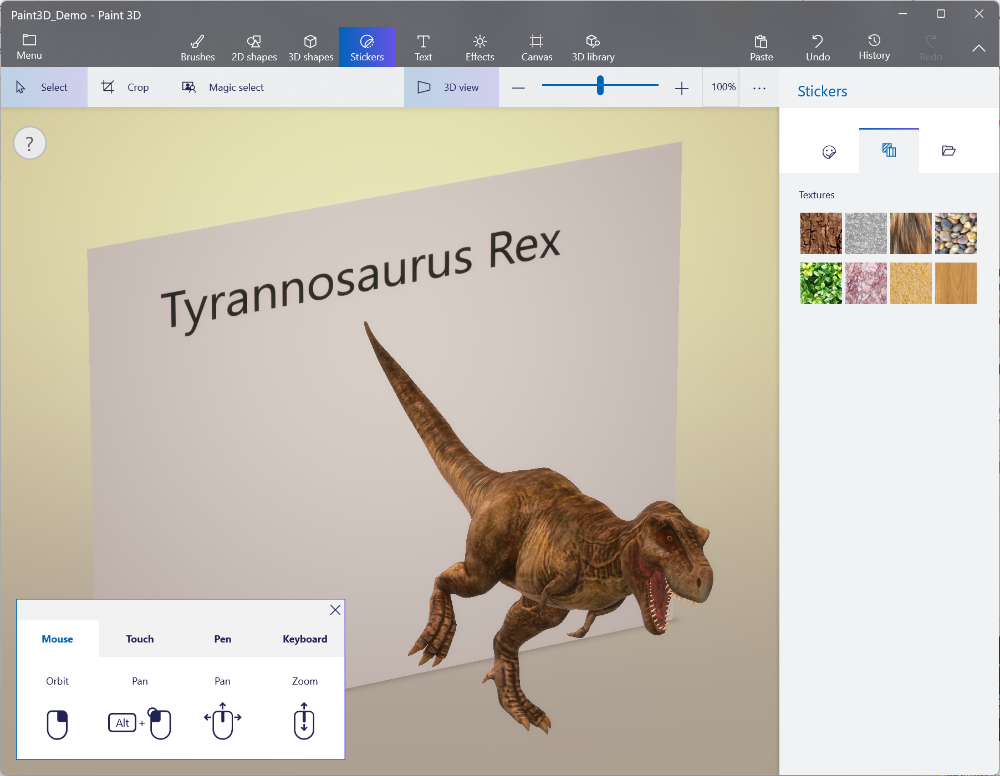 Paint3D_Demo - Paint 3D
Menu
Brushes
2D shapes
3D shapes
Stickers
Text
Effects
Canvas
3D library
Paste
Undo
History
Redo
Select
Crop
Magic select
3D view
100%
Stickers
?
Textures
Tyrannosaurus Rex
Mouse
Touch
Pen
Keyboard
Orbit
Pan
Pan
Zoom
Alt +